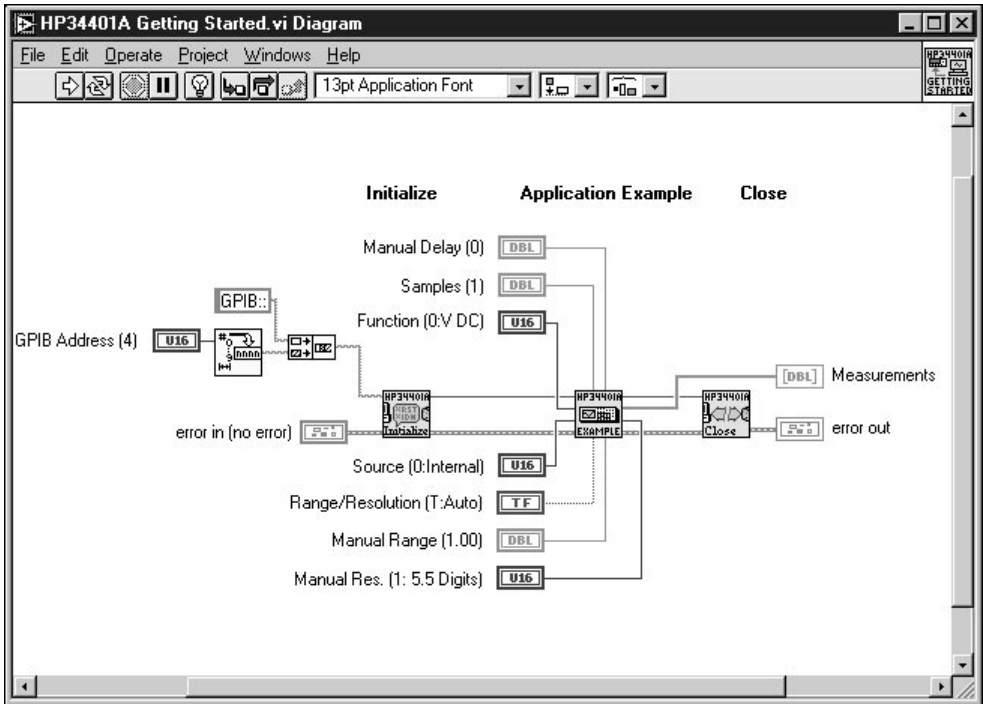 HP34401A Getting Started.vi Diagram
File Edit Operate Project Windows Help
HP34401A
GETTING
STARTED
13pt Application Font
Initialize Application Example Close
Manual Delay (0) DBL
Samples (1) DBL
GPIB::
Function (0:V DC) U16
GPIB Address (4) U16
[DBL] Measurements
HP34401A
Initialize
HP34401A
EXAMPLE
HP34401A
Close
error in (no error)
error out
Source (0:Internal) U16
Range/Resolution (T:Auto) TF
Manual Range (1.00) DBL
Manual Res. (1: 5.5 Digits) U16